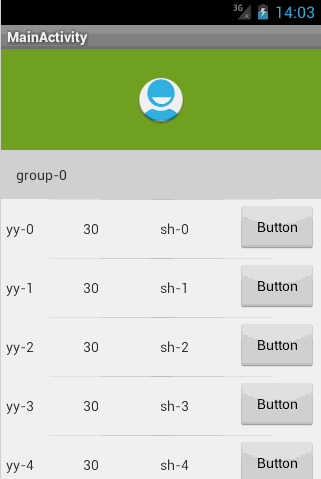 3G 14:03
MainActivity
group-0
yy-0 30 sh-0 Button
yy-1 30 sh-1 Button
yy-2 30 sh-2 Button
yy-3 30 sh-3 Button
yy-4 30 sh-4 Button